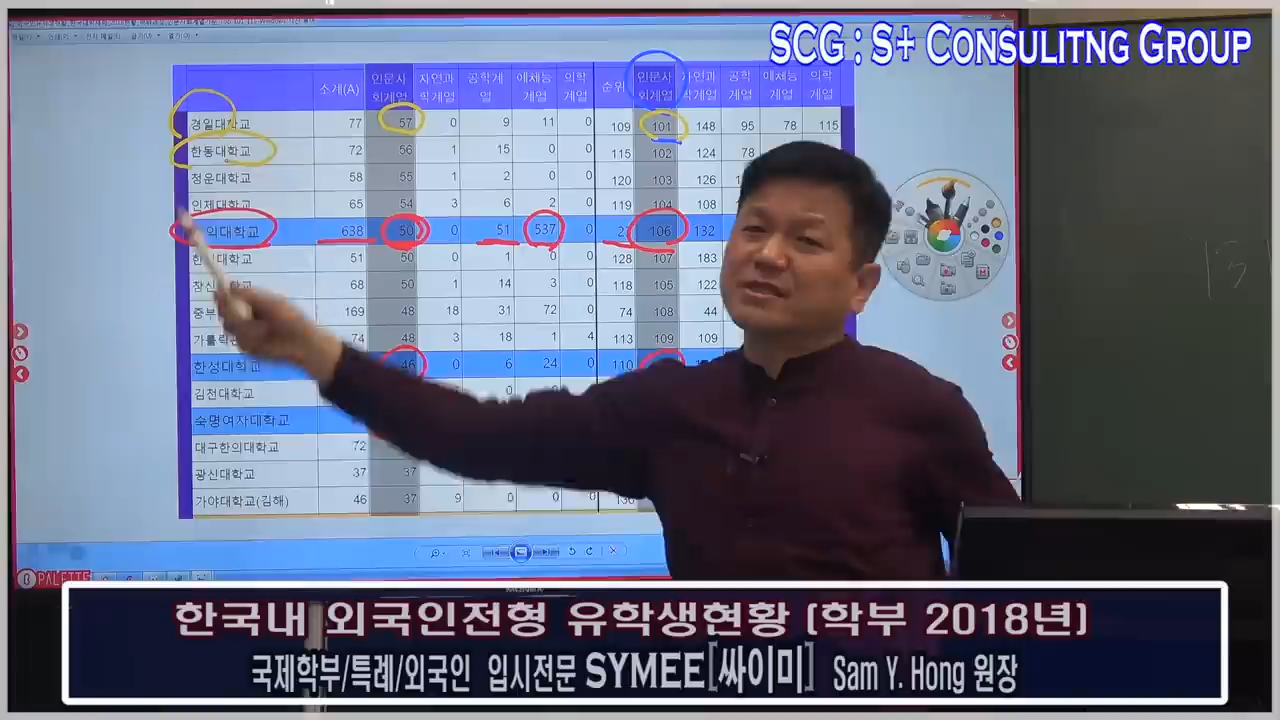 SCG : S+ CONSULITNG GROUP
소계(A) 인문사회계열 자연과학계열 공학계열 예체능계열 의학계열 순위 인문사회계열 자연과학계열 공학계열 예체능계열 의학계열
경일대학교 77 57 0 9 11 0 109 101 148 95 78 115
한동대학교 72 56 1 15 0 0 115 102 124 78
청운대학교 58 55 1 2 0 0 120 103 126
인제대학교 65 54 3 6 2 0 119 104 108
의대학교 638 50 0 51 537 0 106 132
51 50 0 1 0 0 128 107 183
68 50 1 14 3 0 118 105 122
중부 169 48 18 31 72 0 74 108 44
가톨릭 74 48 3 18 1 4 113 109 109
한성대학교 46 0 6 24 0 110
김천대학교 0
숙명여자대학교
대구한의대학교 72
광신대학교 37 37
가야대학교(김해) 46 37 9 0 0 0
PALETTE
한국내 외국인전형 유학생현황 [학부 2018년]
국제학부/특례/외국인 입시전문 SYMEE[싸이미] Sam Y. Hong 원장